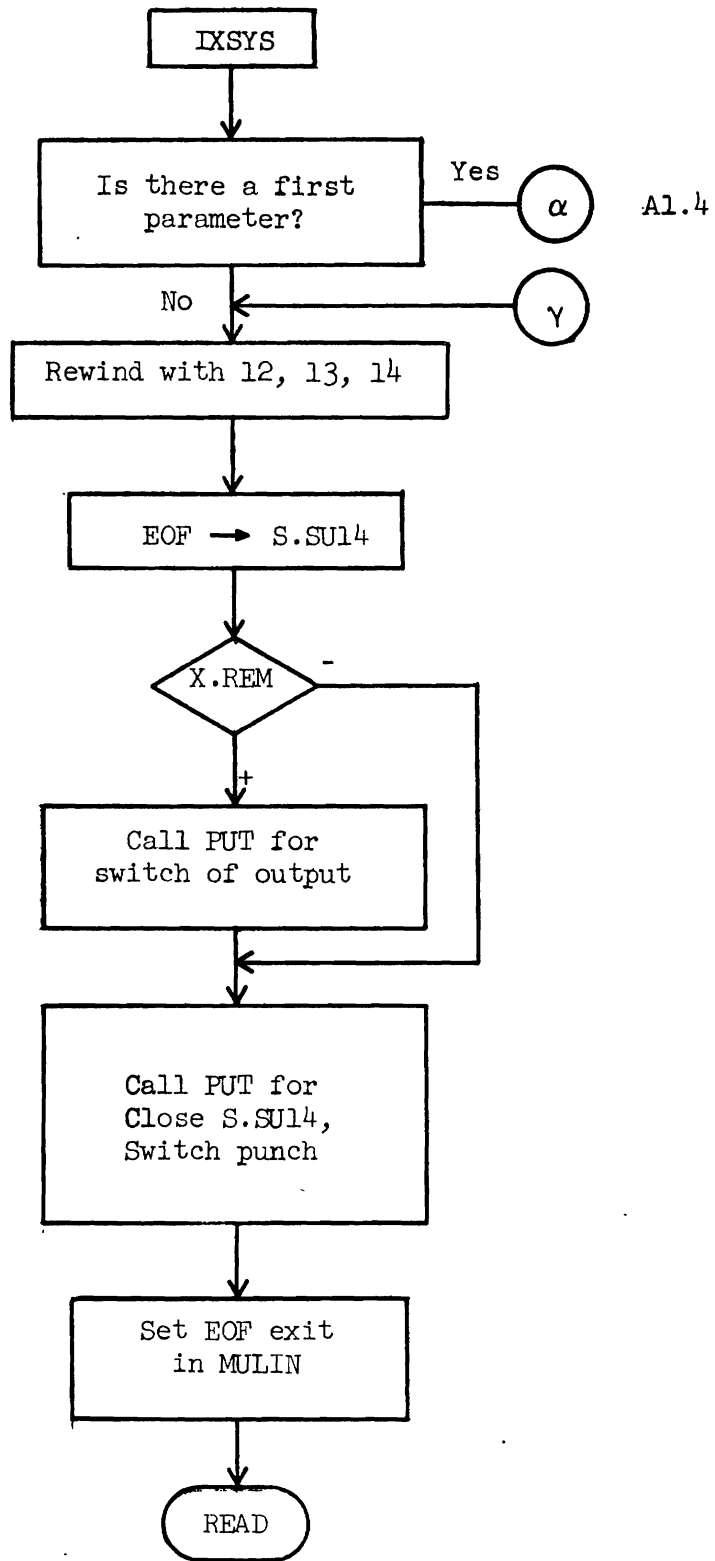 IXSYS
Is there a first
parameter?
Yes
α
A1.4
No
γ
Rewind with 12, 13, 14
EOF → S.SU14
X.REM
-
+
Call PUT for
switch of output
Call PUT for
Close S.SU14,
Switch punch
Set EOF exit
in MULIN
READ